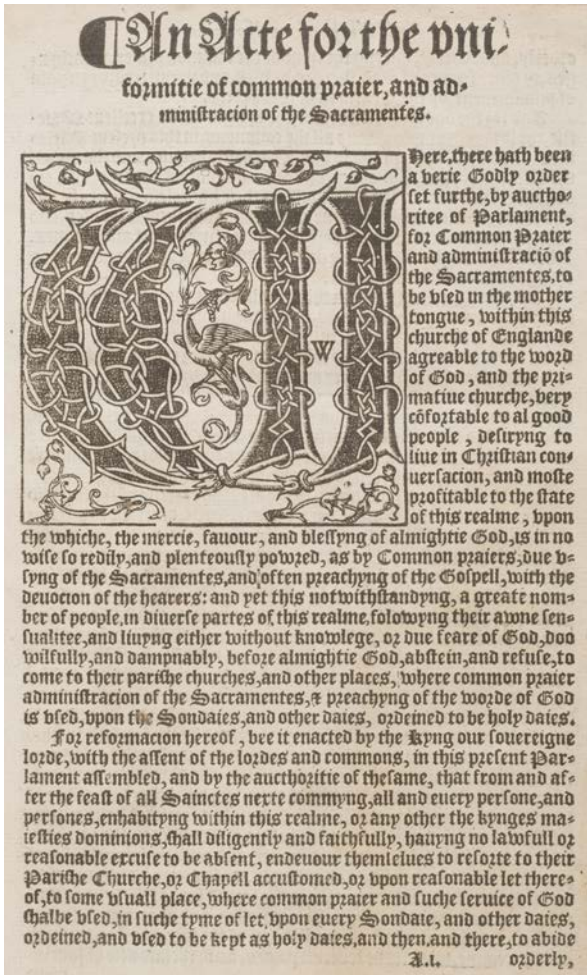 ¶An Acte for the vni-
formitie of common praier, and ad-
ministracion of the Sacramentes.
WHere, there hath been
a verie Godly order
set furthe, by auctho-
ritee of Parlament,
for Common Praier
and administraciō of
the Sacramentes, to
be vsed in the mother
tongue, within this
churche of Englande
agreable to the word
of God, and the pri-
matiue churche, very
cōfortable to al good
people, desiryng to
liue in Christian con-
uersacion, and moste
profitable to the state
of this realme, vpon
the whiche, the mercie, fauour, and blessyng of almightie God, is in no
wise so redily, and plenteously powred, as by Common praiers, due v-
syng of the Sacramentes, and often preachyng of the Gospell, with the
deuocion of the hearers: and yet this notwithstandyng, a greate nom-
ber of people, in diuerse partes of this realme, folowyng their awne sen-
sualitee, and liuyng either without knowlege, or due feare of God, doo
wilfully, and dampnably, before almightie God, abstein, and refuse, to
come to their parishe churches, and other places, where common praier
administracion of the Sacramentes, & preachyng of the worde of God
is vsed, vpon the Sondaies, and other daies, ordeined to be holy daies.
For reformacion hereof, bee it enacted by the kyng our souereigne
lorde, with the assent of the lordes and commons, in this present Par-
lament assembled, and by the aucthoritie of thesame, that from and af-
ter the feast of all Sainctes nexte commyng, all and euery persone, and
persones, enhabityng within this realme, or any other the kynges ma-
iesties dominions, shall diligently and faithfully, hauyng no lawfull or
reasonable excuse to be absent, endeuour themselues to resorte to their
Parishe Churche, or Chapell accustomed, or vpon reasonable let there-
of, to some vsuall place, where common praier and suche seruice of God
shalbe vsed, in suche tyme of let, vpon euery Sondaie, and other daies,
ordeined, and vsed to be kept as holy daies, and then, and there, to abide
A.i. orderly,